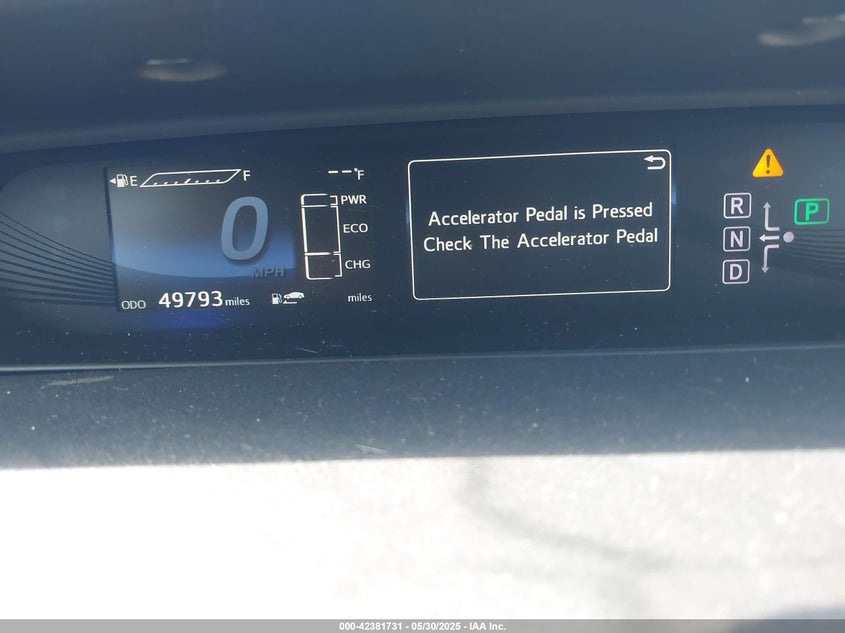 E F
--°F
0
MPH
PWR
ECO
CHG
ODO 49793 miles
miles
Accelerator Pedal is Pressed
Check The Accelerator Pedal
R
N
D
P
000-42381731 - 05/30/2025 - IAA Inc.